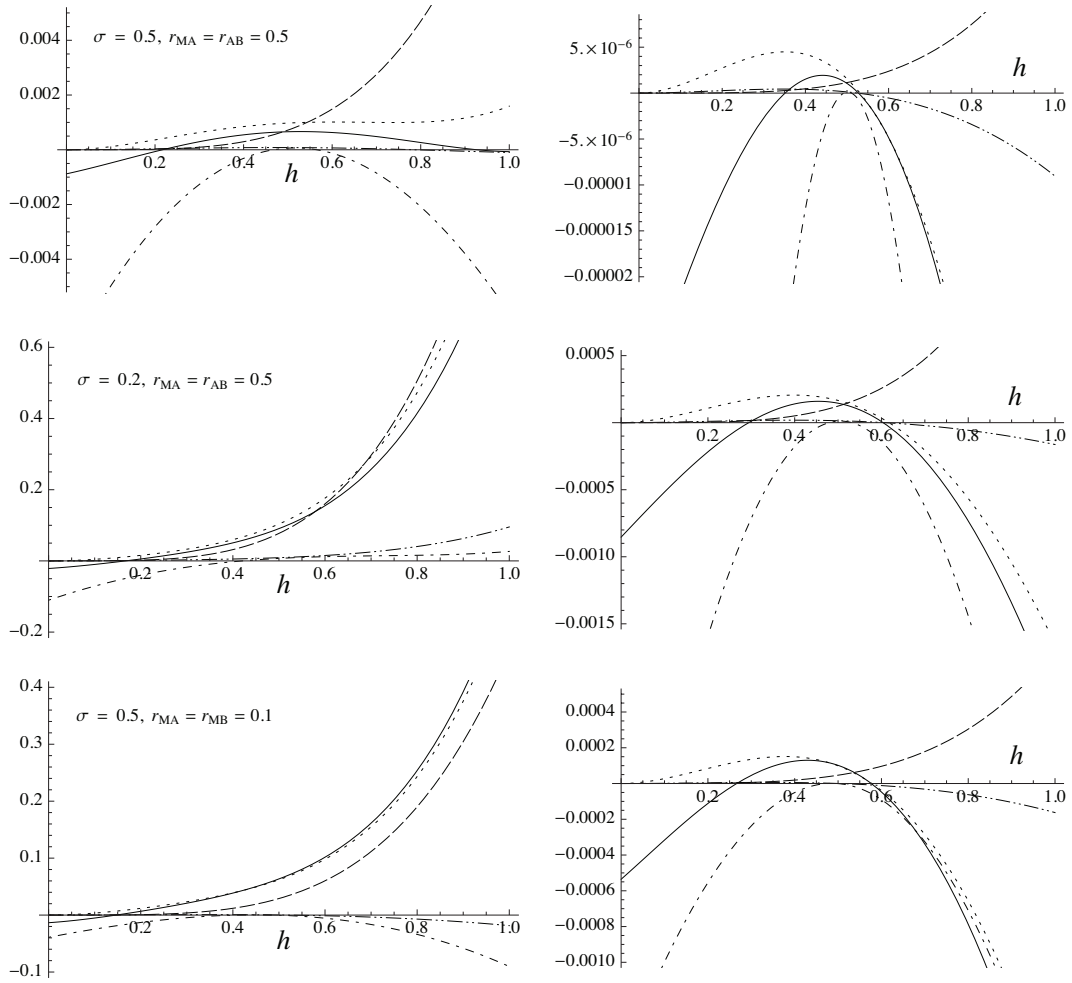 0.004
σ = 0.5, r_MA = r_AB = 0.5
0.002
0.2 0.4 0.6 0.8 1.0
h
−0.002
−0.004
5.×10⁻⁶
h
0.2 0.4 0.6 0.8 1.0
−5.×10⁻⁶
−0.00001
−0.000015
−0.00002
0.6
σ = 0.2, r_MA = r_AB = 0.5
0.4
0.2
0.2 0.4 0.6 0.8 1.0
h
−0.2
0.0005
h
0.2 0.4 0.6 0.8 1.0
−0.0005
−0.0010
−0.0015
0.4
σ = 0.5, r_MA = r_MB = 0.1
0.3
0.2
0.1
0.2 0.4 0.6 0.8 1.0
h
−0.1
0.0004
0.0002
h
0.2 0.4 0.6 0.8 1.0
−0.0002
−0.0004
−0.0006
−0.0008
−0.0010